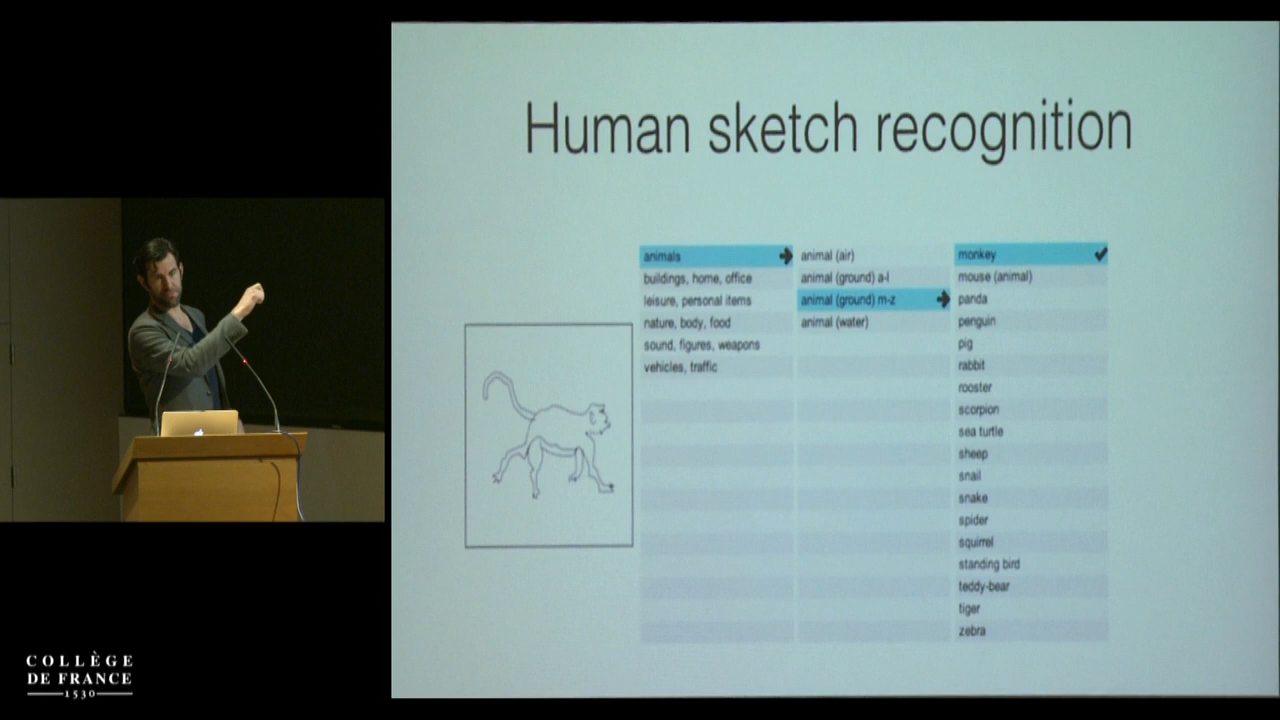 Human sketch recognition
animals
buildings, home, office
leisure, personal items
nature, body, food
sound, figures, weapons
vehicles, traffic
animal (air)
animal (ground) a-l
animal (ground) m-z
animal (water)
monkey
mouse (animal)
panda
penguin
pig
rabbit
rooster
scorpion
sea turtle
sheep
snail
snake
spider
squirrel
standing bird
teddy-bear
tiger
zebra
COLLÈGE
DE FRANCE
1530